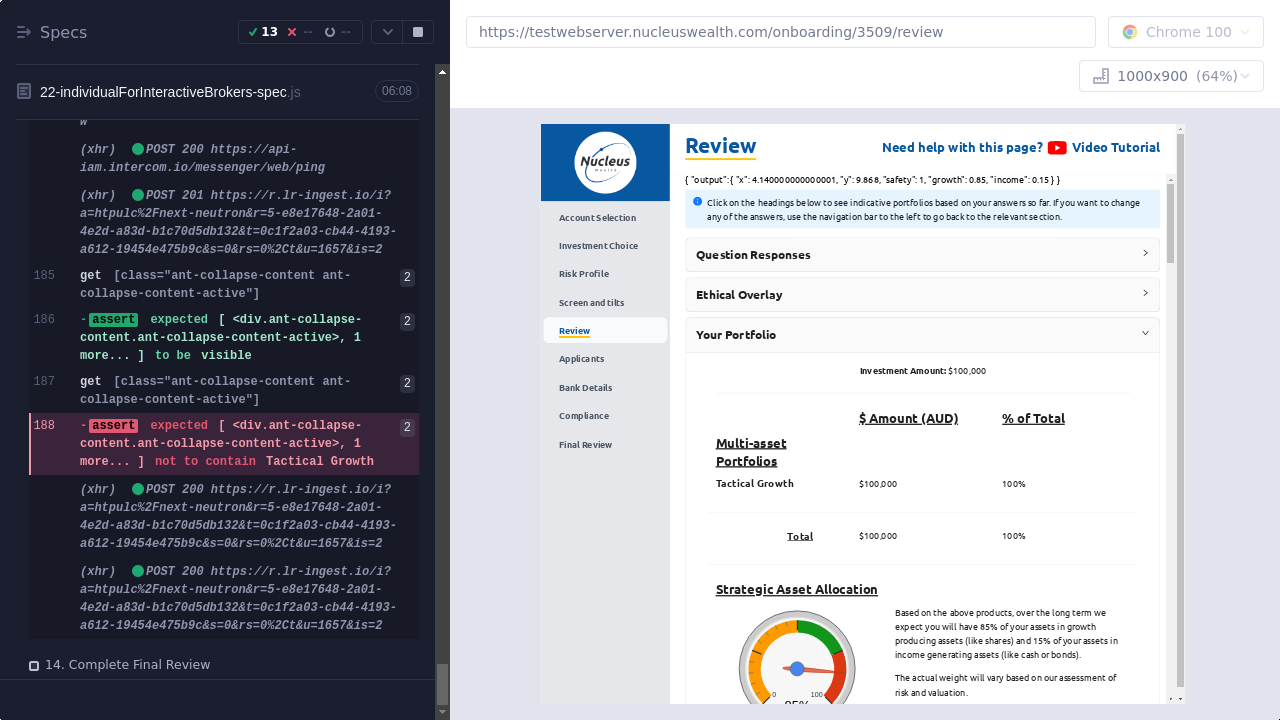 Specs
13
--
--
22-individualForInteractiveBrokers-spec.js
06:08
w
(xhr) POST 200 https://api-
iam.intercom.io/messenger/web/ping
(xhr) POST 201 https://r.lr-ingest.io/i?
a=htpulc%2Fnext-neutron&r=5-e8e17648-2a01-
4e2d-a83d-b1c70d5db132&t=0c1f2a03-cb44-4193-
a612-19454e475b9c&s=0&rs=0%2Ct&u=1657&is=2
185 get [class="ant-collapse-content ant-
collapse-content-active"]
2
186 -assert expected [ <div.ant-collapse-
content.ant-collapse-content-active>, 1
more... ] to be visible
2
187 get [class="ant-collapse-content ant-
collapse-content-active"]
2
188 -assert expected [ <div.ant-collapse-
content.ant-collapse-content-active>, 1
more... ] not to contain Tactical Growth
2
(xhr) POST 200 https://r.lr-ingest.io/i?
a=htpulc%2Fnext-neutron&r=5-e8e17648-2a01-
4e2d-a83d-b1c70d5db132&t=0c1f2a03-cb44-4193-
a612-19454e475b9c&s=0&rs=0%2Ct&u=1657&is=2
(xhr) POST 200 https://r.lr-ingest.io/i?
a=htpulc%2Fnext-neutron&r=5-e8e17648-2a01-
4e2d-a83d-b1c70d5db132&t=0c1f2a03-cb44-4193-
a612-19454e475b9c&s=0&rs=0%2Ct&u=1657&is=2
14. Complete Final Review
https://testwebserver.nucleuswealth.com/onboarding/3509/review
Chrome 100
1000x900 (64%)
Nucleus
Wealth
Account Selection
Investment Choice
Risk Profile
Screen and tilts
Review
Applicants
Bank Details
Compliance
Final Review
Review
Need help with this page? Video Tutorial
{ "output": { "x": 4.140000000000001, "y": 9.868, "safety": 1, "growth": 0.85, "income": 0.15 } }
Click on the headings below to see indicative portfolios based on your answers so far. If you want to change
any of the answers, use the navigation bar to the left to go back to the relevant section.
Question Responses
Ethical Overlay
Your Portfolio
Investment Amount: $100,000
$ Amount (AUD) % of Total
Multi-asset
Portfolios
Tactical Growth $100,000 100%
Total $100,000 100%
Strategic Asset Allocation
Based on the above products, over the long term we
expect you will have 85% of your assets in growth
producing assets (like shares) and 15% of your assets in
income generating assets (like cash or bonds).
The actual weight will vary based on our assessment of
risk and valuation.
0 100
85%